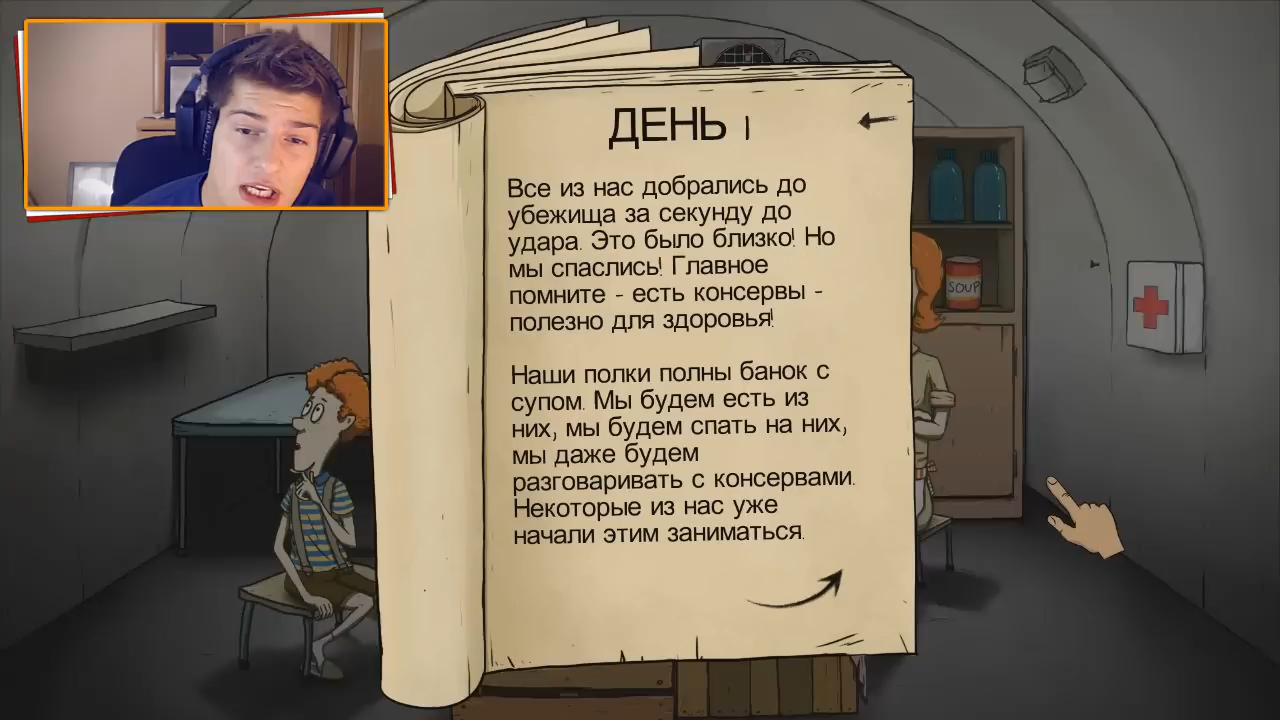 ДЕНЬ 1
Все из нас добрались до
убежища за секунду до
удара. Это было близко! Но
мы спаслись! Главное
помните - есть консервы -
полезно для здоровья!
Наши полки полны банок с
супом. Мы будем есть из
них, мы будем спать на них,
мы даже будем
разговаривать с консервами.
Некоторые из нас уже
начали этим заниматься.
SOUP